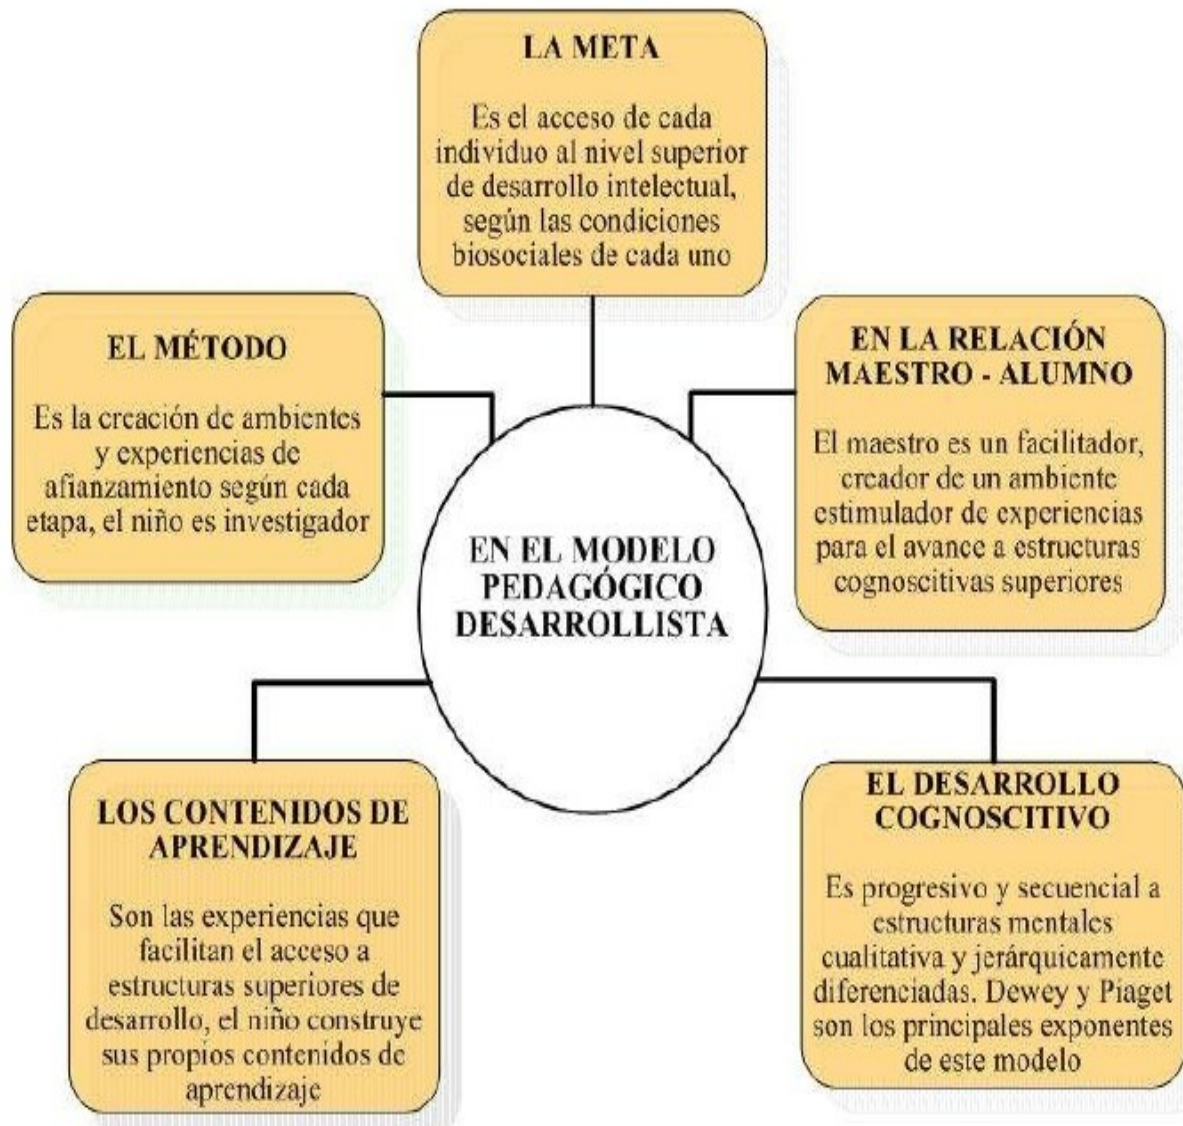 LA META
Es el acceso de cada
individuo al nivel superior
de desarrollo intelectual,
según las condiciones
biosociales de cada uno
EL MÉTODO
Es la creación de ambientes
y experiencias de
afianzamiento según cada
etapa, el niño es investigador
EN LA RELACIÓN
MAESTRO - ALUMNO
El maestro es un facilitador,
creador de un ambiente
estimulador de experiencias
para el avance a estructuras
cognoscitivas superiores
EN EL MODELO
PEDAGÓGICO
DESARROLLISTA
LOS CONTENIDOS DE
APRENDIZAJE
Son las experiencias que
facilitan el acceso a
estructuras superiores de
desarrollo, el niño construye
sus propios contenidos de
aprendizaje
EL DESARROLLO
COGNOSCITIVO
Es progresivo y secuencial a
estructuras mentales
cualitativa y jerárquicamente
diferenciadas. Dewey y Piaget
son los principales exponentes
de este modelo